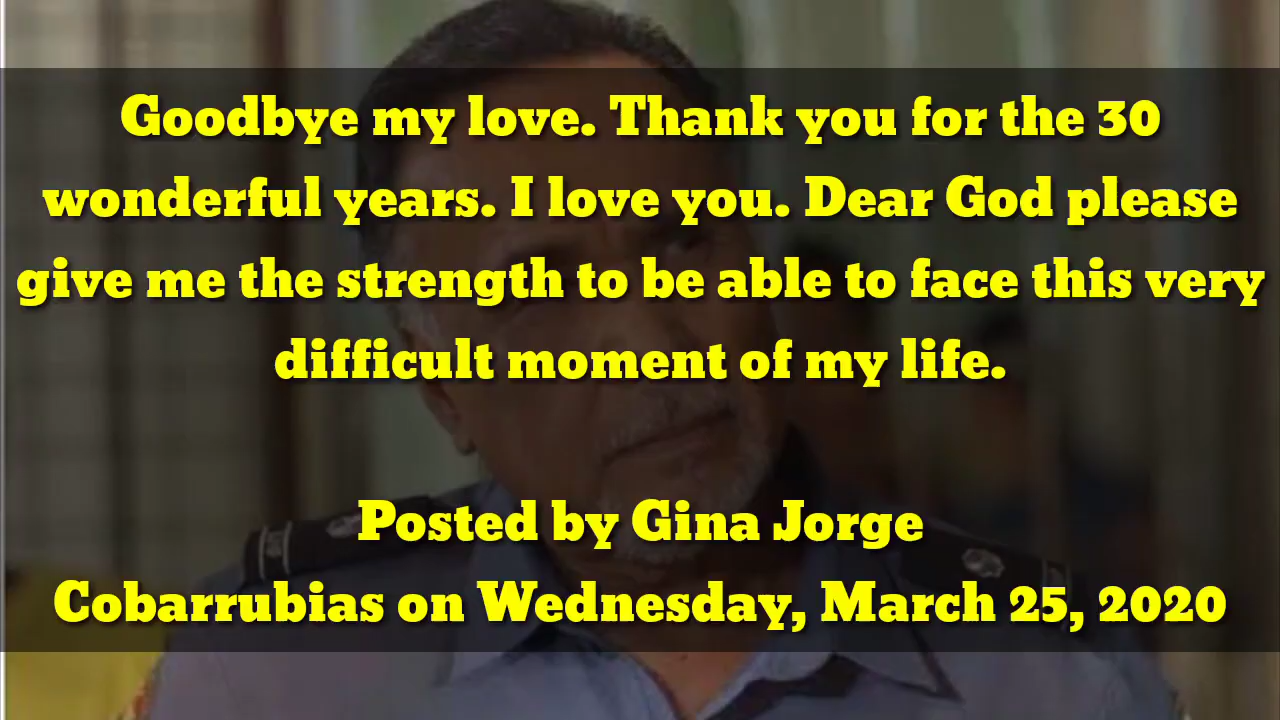 Goodbye my love. Thank you for the 30
wonderful years. I love you. Dear God please
give me the strength to be able to face this very
difficult moment of my life.
Posted by Gina Jorge
Cobarrubias on Wednesday, March 25, 2020